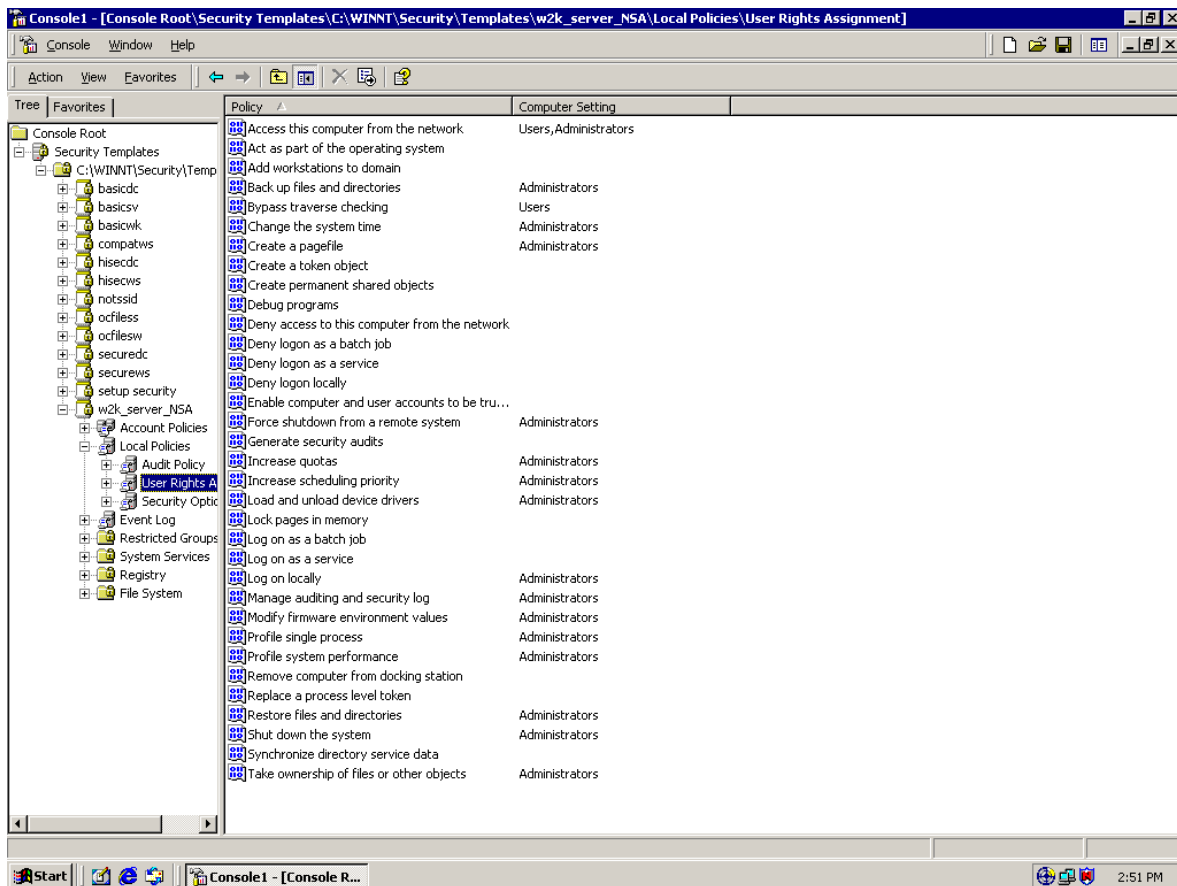 Console1 - [Console Root\Security Templates\C:\WINNT\Security\Templates\w2k_server_NSA\Local Policies\User Rights Assignment]
Console Window Help
Action View Favorites
Tree Favorites
Console Root
Security Templates
C:\WINNT\Security\Temp
basicdc
basicsv
basicwk
compatws
hisecdc
hisecws
notssid
ocfiless
ocfilesw
securedc
securews
setup security
w2k_server_NSA
Account Policies
Local Policies
Audit Policy
User Rights A
Security Optic
Event Log
Restricted Groups
System Services
Registry
File System
Policy Computer Setting
Access this computer from the network Users,Administrators
Act as part of the operating system
Add workstations to domain
Back up files and directories Administrators
Bypass traverse checking Users
Change the system time Administrators
Create a pagefile Administrators
Create a token object
Create permanent shared objects
Debug programs
Deny access to this computer from the network
Deny logon as a batch job
Deny logon as a service
Deny logon locally
Enable computer and user accounts to be tru...
Force shutdown from a remote system Administrators
Generate security audits
Increase quotas Administrators
Increase scheduling priority Administrators
Load and unload device drivers Administrators
Lock pages in memory
Log on as a batch job
Log on as a service
Log on locally Administrators
Manage auditing and security log Administrators
Modify firmware environment values Administrators
Profile single process Administrators
Profile system performance Administrators
Remove computer from docking station
Replace a process level token
Restore files and directories Administrators
Shut down the system Administrators
Synchronize directory service data
Take ownership of files or other objects Administrators
Start Console1 - [Console R... 2:51 PM